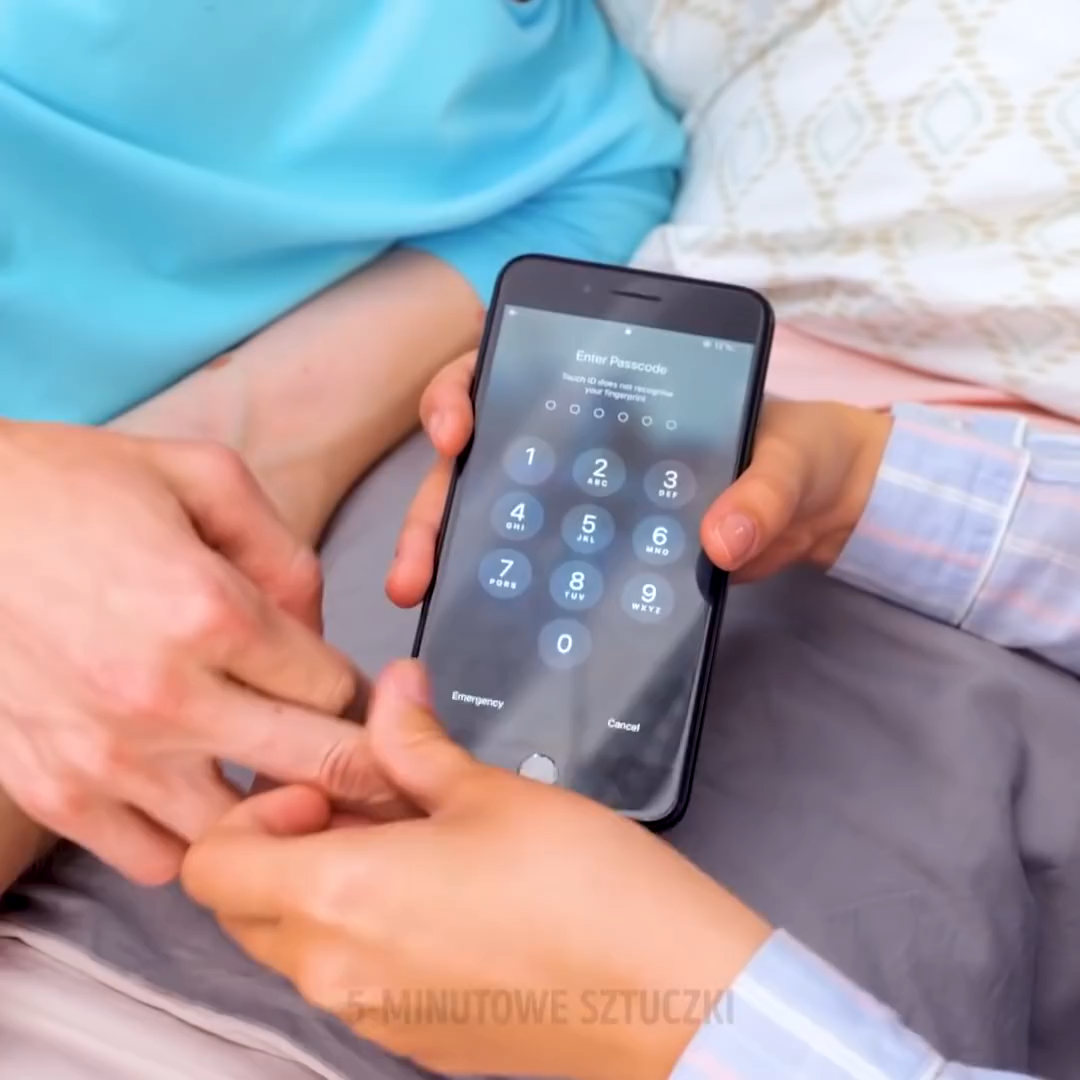 Enter Passcode
Touch ID does not recognise
your fingerprint
1 2 3
ABC DEF
4 5 6
GHI JKL MNO
7 8 9
PQRS TUV WXYZ
0
Emergency
Cancel
5-MINUTOWE SZTUCZKI